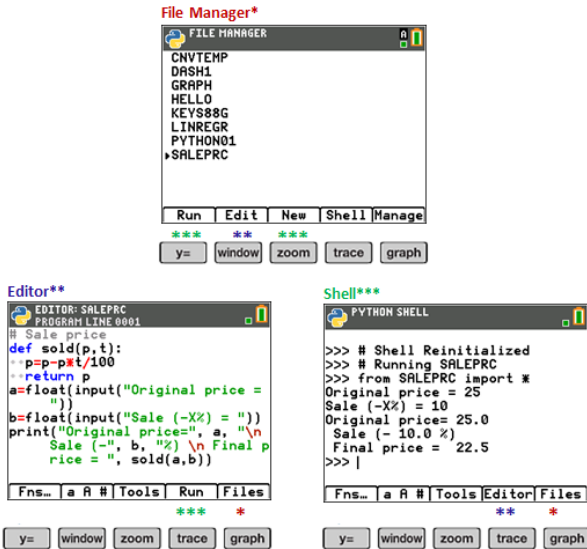 File Manager*
FILE MANAGER
A
CNVTEMP
DASH1
GRAPH
HELLO
KEYS88G
LINREGR
PYTHON01
▸SALEPRC
Run Edit New Shell Manage
*** ** ***
y= window zoom trace graph
Editor**
EDITOR: SALEPRC
PROGRAM LINE 0001
# Sale price
def sold(p,t):
··p=p-p*t/100
··return p
a=float(input("Original price =
"))
b=float(input("Sale (-X%) = "))
print("Original price=", a, "\n
Sale (-", b, "%) \n Final p
rice = ", sold(a,b))
Fns… a A # Tools Run Files
*** *
y= window zoom trace graph
Shell***
PYTHON SHELL
>>> # Shell Reinitialized
>>> # Running SALEPRC
>>> from SALEPRC import *
Original price = 25
Sale (-X%) = 10
Original price= 25.0
Sale (- 10.0 %)
Final price =  22.5
>>> |
Fns… a A # Tools Editor Files
** *
y= window zoom trace graph